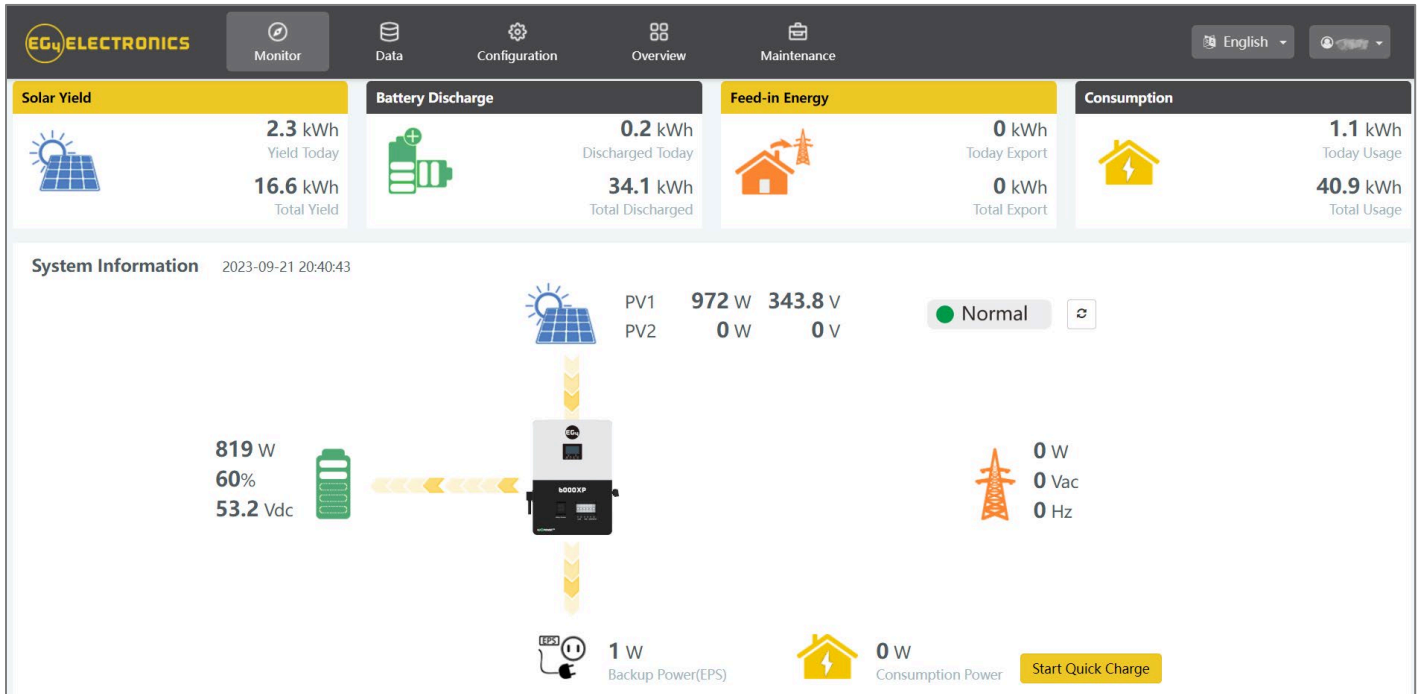 EG4 ELECTRONICS
Monitor
Data
Configuration
Overview
Maintenance
English
Solar Yield
2.3 kWh
Yield Today
16.6 kWh
Total Yield
Battery Discharge
0.2 kWh
Discharged Today
34.1 kWh
Total Discharged
Feed-in Energy
0 kWh
Today Export
0 kWh
Total Export
Consumption
1.1 kWh
Today Usage
40.9 kWh
Total Usage
System Information 2023-09-21 20:40:43
PV1 972 W 343.8 V
PV2 0 W 0 V
Normal
819 W
60%
53.2 Vdc
EG4
6000XP
0 W
0 Vac
0 Hz
EPS
1 W
Backup Power(EPS)
0 W
Consumption Power
Start Quick Charge